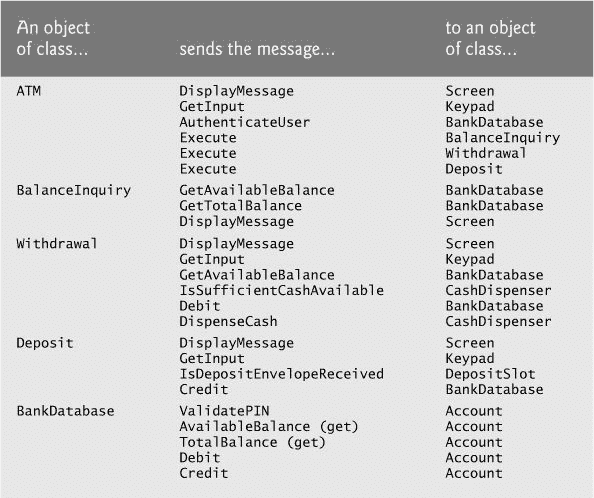 An object of class... sends the message... to an object of class...
ATM DisplayMessage Screen
GetInput Keypad
AuthenticateUser BankDatabase
Execute BalanceInquiry
Execute Withdrawal
Execute Deposit
BalanceInquiry GetAvailableBalance BankDatabase
GetTotalBalance BankDatabase
DisplayMessage Screen
Withdrawal DisplayMessage Screen
GetInput Keypad
GetAvailableBalance BankDatabase
IsSufficientCashAvailable CashDispenser
Debit BankDatabase
DispenseCash CashDispenser
Deposit DisplayMessage Screen
GetInput Keypad
IsDepositEnvelopeReceived DepositSlot
Credit BankDatabase
BankDatabase ValidatePIN Account
AvailableBalance (get) Account
TotalBalance (get) Account
Debit Account
Credit Account